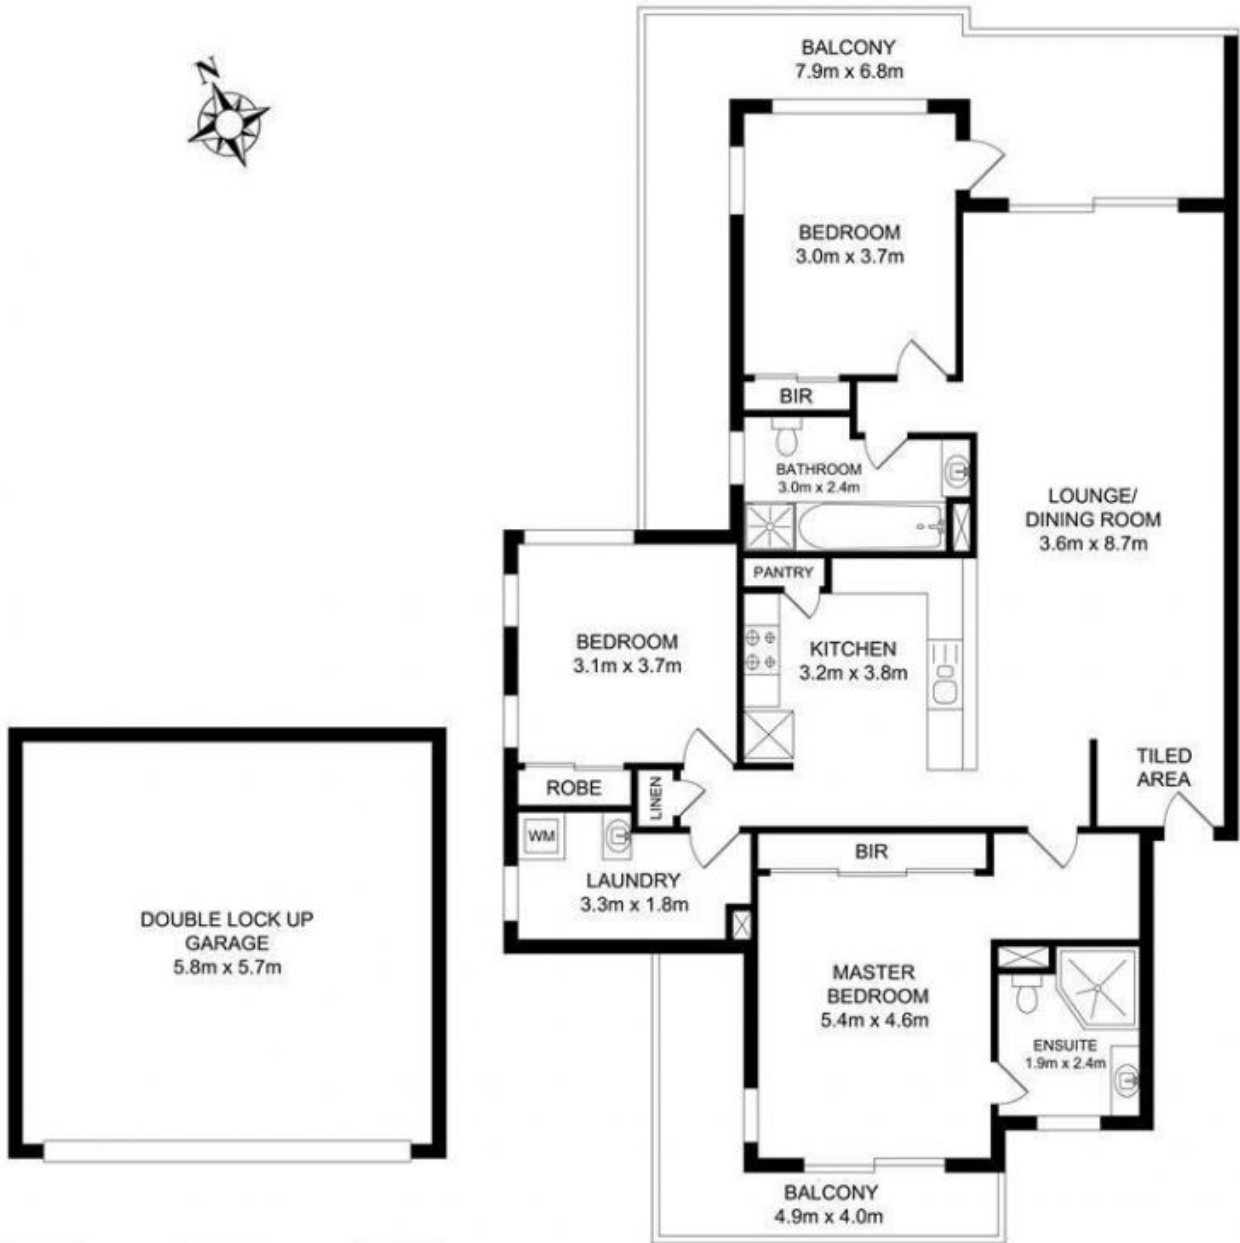 N
BALCONY
7.9m x 6.8m
BEDROOM
3.0m x 3.7m
BIR
BATHROOM
3.0m x 2.4m
LOUNGE/
DINING ROOM
3.6m x 8.7m
PANTRY
KITCHEN
3.2m x 3.8m
BEDROOM
3.1m x 3.7m
ROBE
LINEN
TILED
AREA
WM
LAUNDRY
3.3m x 1.8m
BIR
DOUBLE LOCK UP
GARAGE
5.8m x 5.7m
MASTER
BEDROOM
5.4m x 4.6m
ENSUITE
1.9m x 2.4m
BALCONY
4.9m x 4.0m